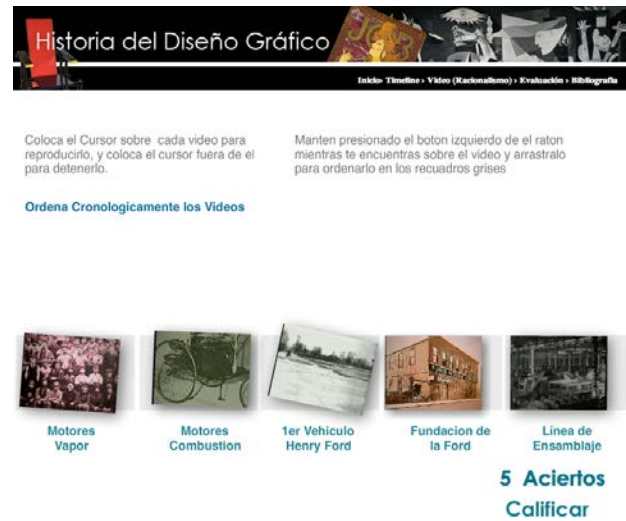 Historia del Diseño Gráfico
Inicio› Timeline › Video (Racionalismo) › Evaluación › Bibliografía
Coloca el Cursor sobre cada video para
reproducirlo, y coloca el cursor fuera de el
para detenerlo.
Manten presionado el boton izquierdo de el raton
mientras te encuentras sobre el video y arrastralo
para ordenarlo en los recuadros grises
Ordena Cronologicamente los Videos
Motores
Vapor
Motores
Combustion
1er Vehiculo
Henry Ford
Fundacion de
la Ford
Línea de
Ensamblaje
5 Aciertos
Calificar